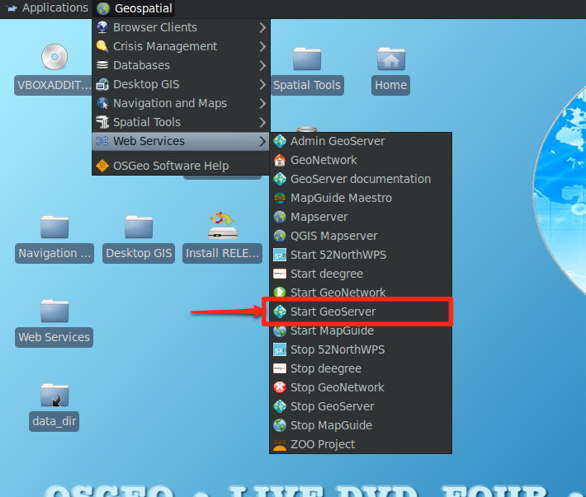 Applications Geospatial
Browser Clients
Crisis Management
Databases
Desktop GIS
Navigation and Maps
Spatial Tools
Web Services
OSGeo Software Help
Admin GeoServer
GeoNetwork
GeoServer documentation
MapGuide Maestro
Mapserver
QGIS Mapserver
Start 52NorthWPS
Start deegree
Start GeoNetwork
Start GeoServer
Start MapGuide
Stop 52NorthWPS
Stop deegree
Stop GeoNetwork
Stop GeoServer
Stop MapGuide
ZOO Project
VBOXADDIT...
Spatial Tools
Home
Navigation ...
Desktop GIS
Install RELE...
Web Services
data_dir